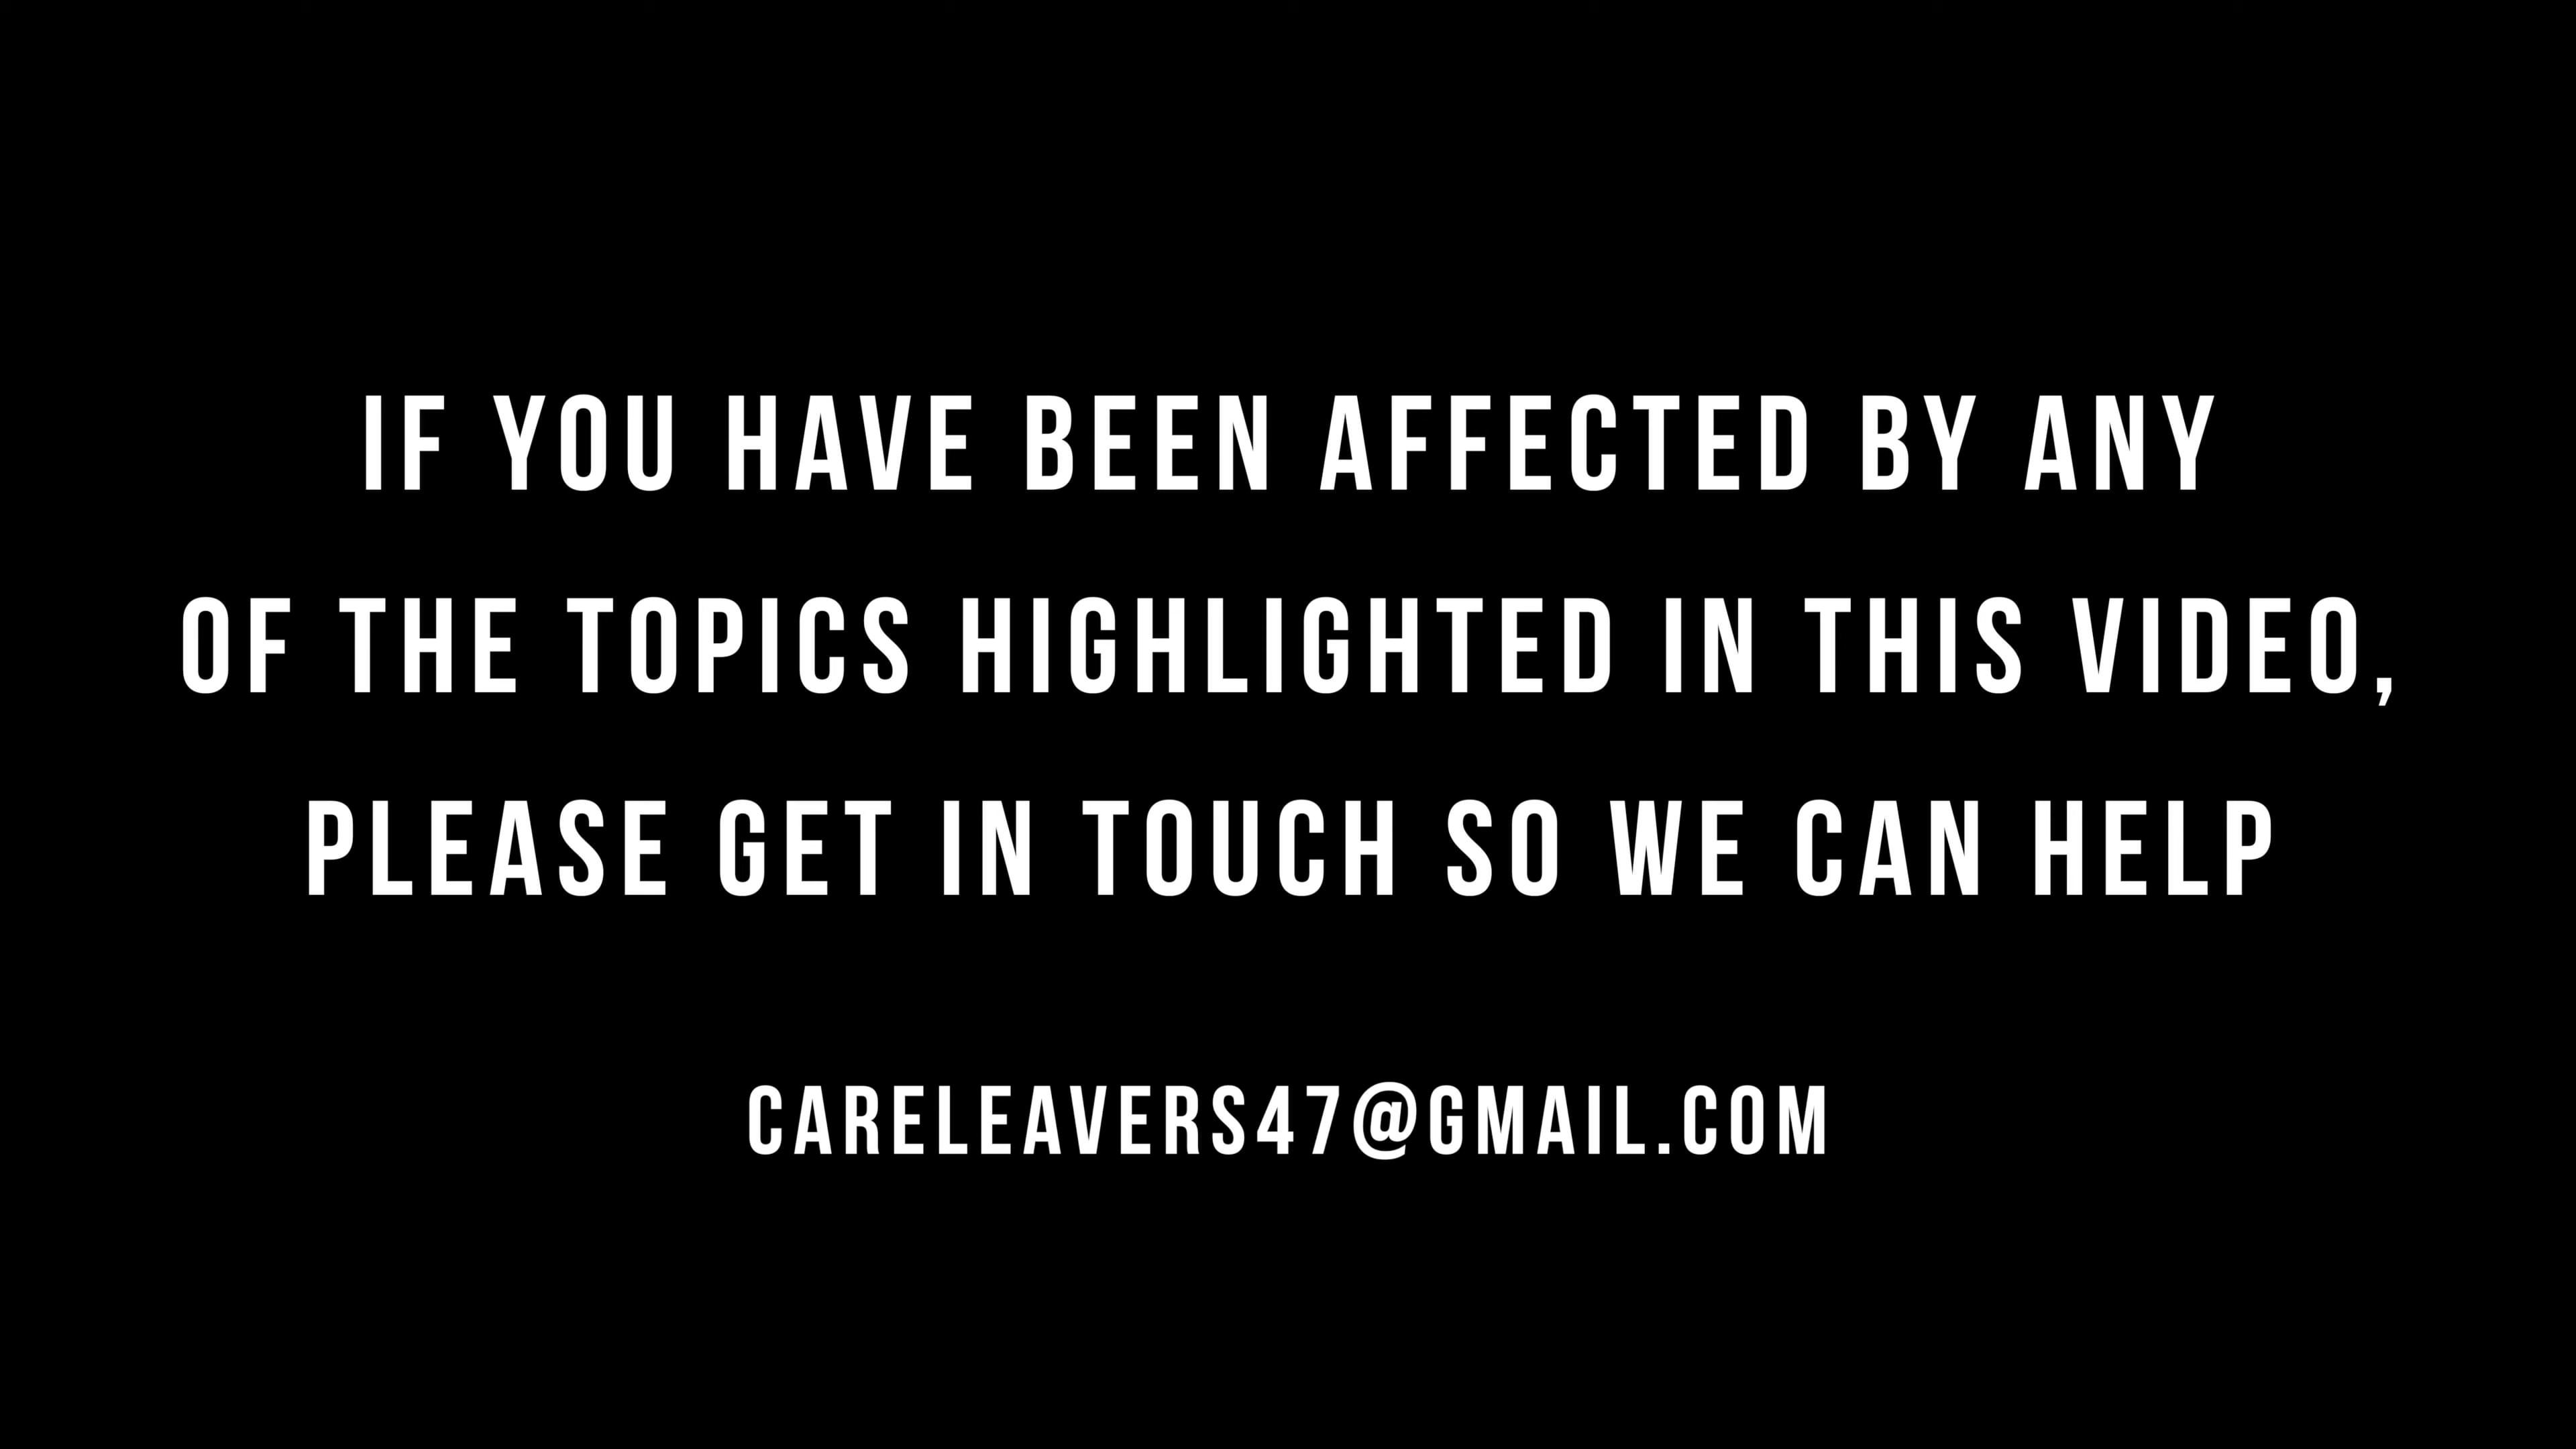 IF YOU HAVE BEEN AFFECTED BY ANY
OF THE TOPICS HIGHLIGHTED IN THIS VIDEO,
PLEASE GET IN TOUCH SO WE CAN HELP
CARELEAVERS47@GMAIL.COM